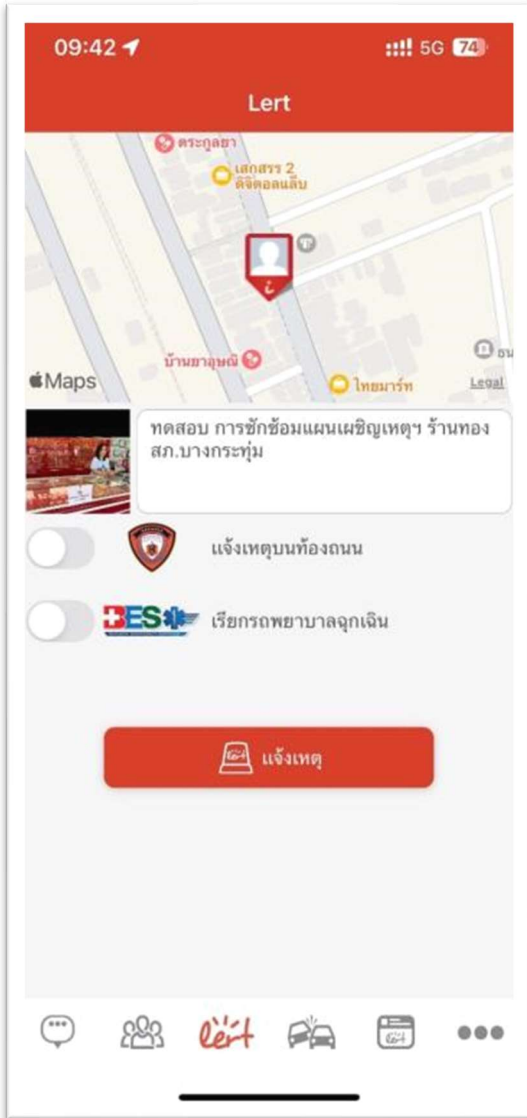 09:42
5G 74
Lert
ตระกูลยา
เสกสรร 2
ดิจิตอลแล็บ
บ้านยาอุษณี
ธน
Maps
ไทยมาร์ท
Legal
ทดสอบ การซักซ้อมแผนเผชิญเหตุฯ ร้านทอง
สภ.บางกระทุ่ม
แจ้งเหตุบนท้องถนน
BES
เรียกรถพยาบาลฉุกเฉิน
lert แจ้งเหตุ
lert
lert